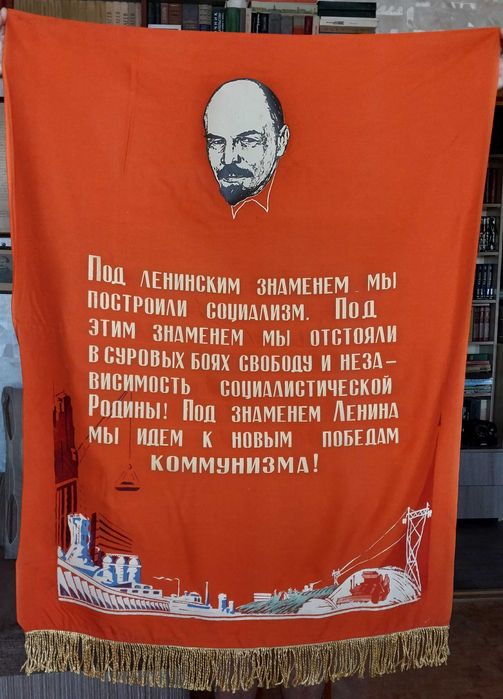 Под ленинским знаменем мы
построили социализм. Под
этим знаменем мы отстояли
в суровых боях свободу и неза-
висимость социалистической
Родины! Под знаменем Ленина
мы идем к новым победам
коммунизма!